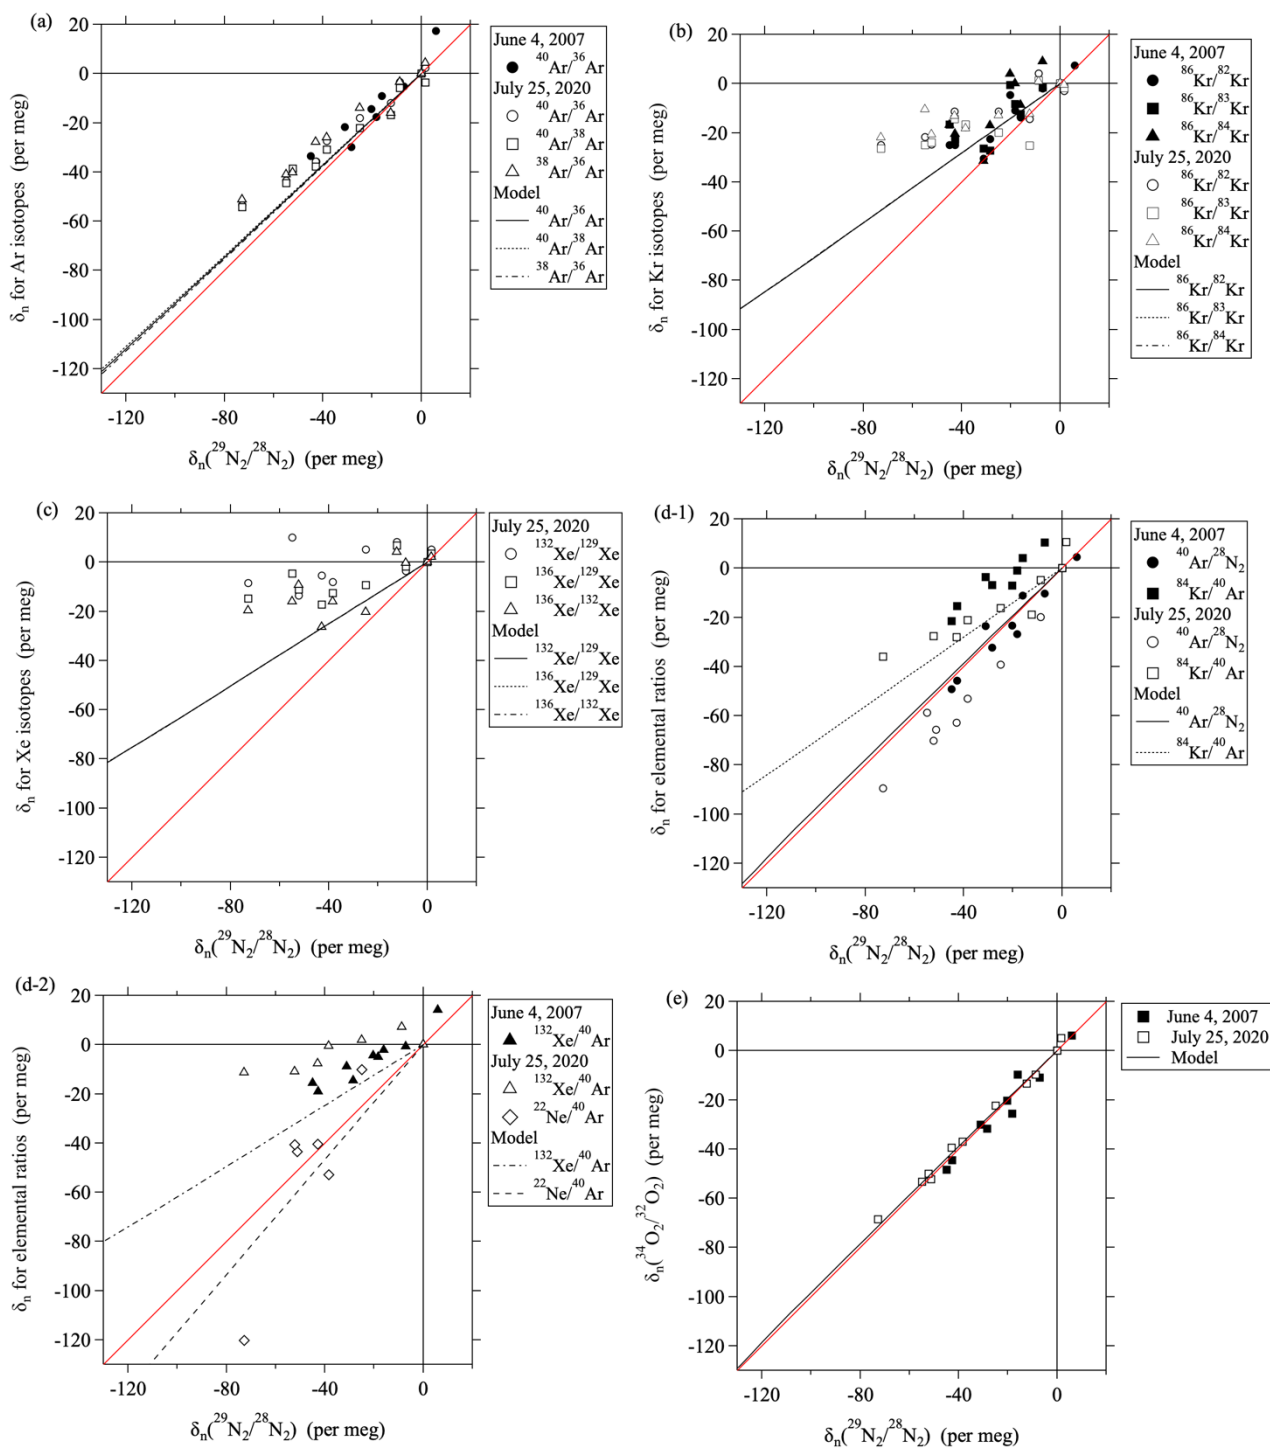 (a)
20
0
-20
-40
-60
-80
-100
-120
-120
-80
-40
0
δn for Ar isotopes (per meg)
δn(29N2/28N2) (per meg)
June 4, 2007
40Ar/36Ar
July 25, 2020
40Ar/36Ar
40Ar/38Ar
38Ar/36Ar
Model
40Ar/36Ar
40Ar/38Ar
38Ar/36Ar
(b)
20
0
-20
-40
-60
-80
-100
-120
-120
-80
-40
0
δn for Kr isotopes (per meg)
δn(29N2/28N2) (per meg)
June 4, 2007
86Kr/82Kr
86Kr/83Kr
86Kr/84Kr
July 25, 2020
86Kr/82Kr
86Kr/83Kr
86Kr/84Kr
Model
86Kr/82Kr
86Kr/83Kr
86Kr/84Kr
(c)
20
0
-20
-40
-60
-80
-100
-120
-120
-80
-40
0
δn for Xe isotopes (per meg)
δn(29N2/28N2) (per meg)
July 25, 2020
132Xe/129Xe
136Xe/129Xe
136Xe/132Xe
Model
132Xe/129Xe
136Xe/129Xe
136Xe/132Xe
(d-1)
20
0
-20
-40
-60
-80
-100
-120
-120
-80
-40
0
δn for elemental ratios (per meg)
δn(29N2/28N2) (per meg)
June 4, 2007
40Ar/28N2
84Kr/40Ar
July 25, 2020
40Ar/28N2
84Kr/40Ar
Model
40Ar/28N2
84Kr/40Ar
(d-2)
20
0
-20
-40
-60
-80
-100
-120
-120
-80
-40
0
δn for elemental ratios (per meg)
δn(29N2/28N2) (per meg)
June 4, 2007
132Xe/40Ar
July 25, 2020
132Xe/40Ar
22Ne/40Ar
Model
132Xe/40Ar
22Ne/40Ar
(e)
20
0
-20
-40
-60
-80
-100
-120
-120
-80
-40
0
δn(34O2/32O2) (per meg)
δn(29N2/28N2) (per meg)
June 4, 2007
July 25, 2020
Model